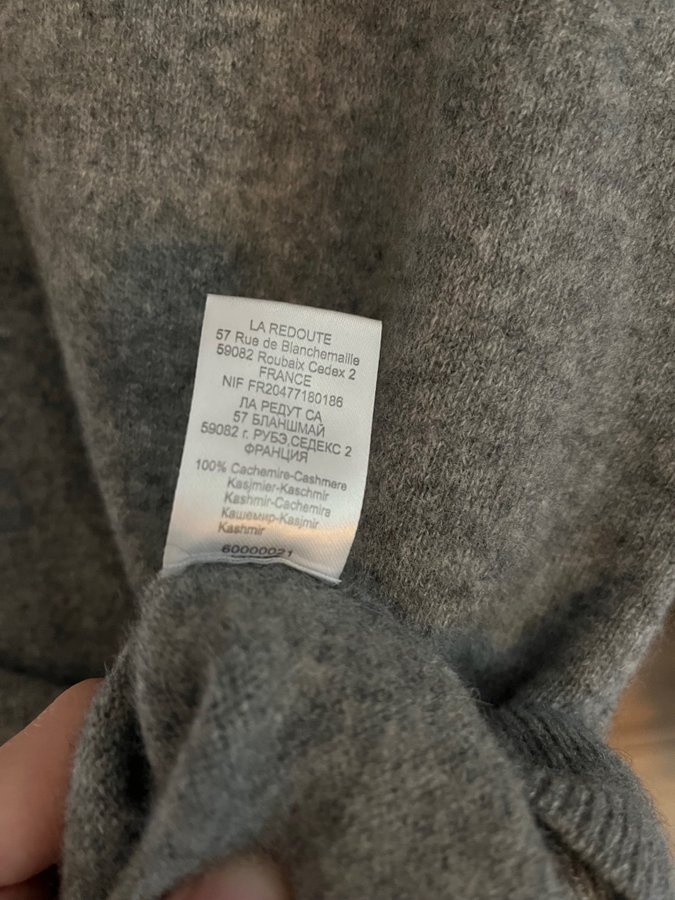 LA REDOUTE
57 Rue de Blanchemaille
59082 Roubaix Cedex 2
FRANCE
NIF FR20477180186
ЛА РЕДУТ СА
57 БЛАНШМАЙ
59082 г. РУБЭ,СЕДЕКС 2
ФРАНЦИЯ
100% Cachemire-Cashmere
Kasjmier-Kaschmir
Kashmir-Cachemira
Кашемир-Kasjmir
Kashmir
60000021